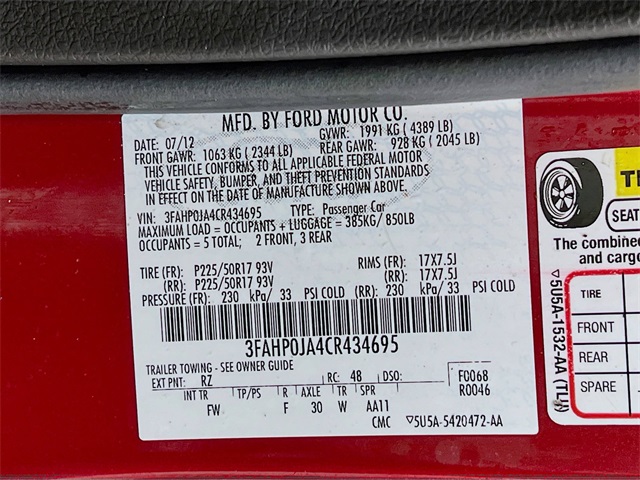 MFD. BY FORD MOTOR CO.
DATE: 07/12 GVWR: 1991 KG ( 4389 LB)
FRONT GAWR: 1063 KG ( 2344 LB) REAR GAWR: 928 KG ( 2045 LB)
THIS VEHICLE CONFORMS TO ALL APPLICABLE FEDERAL MOTOR
VEHICLE SAFETY, BUMPER, AND THEFT PREVENTION STANDARDS
IN EFFECT ON THE DATE OF MANUFACTURE SHOWN ABOVE.
VIN: 3FAHP0JA4CR434695 TYPE: Passenger Car
MAXIMUM LOAD = OCCUPANTS + LUGGAGE = 385KG/ 850LB
OCCUPANTS = 5 TOTAL; 2 FRONT, 3 REAR
TIRE (FR): P225/50R17 93V RIMS (FR): 17X7.5J
(RR): P225/50R17 93V (RR): 17X7.5J
PRESSURE (FR): 230 kPa/ 33 PSI COLD (RR): 230 kPa/ 33 PSI COLD
3FAHP0JA4CR434695
TRAILER TOWING - SEE OWNER GUIDE
EXT PNT: RZ RC: 48 DSO: F0068
INT TR TP/PS R AXLE TR SPR R0046
FW F 30 W AA11
CMC ▽5U5A-5420472-AA
SEAT
The combine
and cargo
TIRE
FRONT
REAR
SPARE
▽5U5A-1532-AA (TLH)